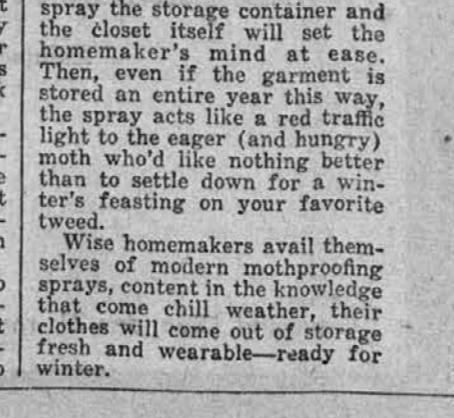 spray the storage container and
the closet itself will set the
homemaker's mind at ease.
Then, even if the garment is
stored an entire year this way,
the spray acts like a red traffic
light to the eager (and hungry)
moth who'd like nothing better
than to settle down for a win-
ter's feasting on your favorite
tweed.
Wise homemakers avail them-
selves of modern mothproofing
sprays, content in the knowledge
that come chill weather, their
clothes will come out of storage
fresh and wearable—ready for
winter.